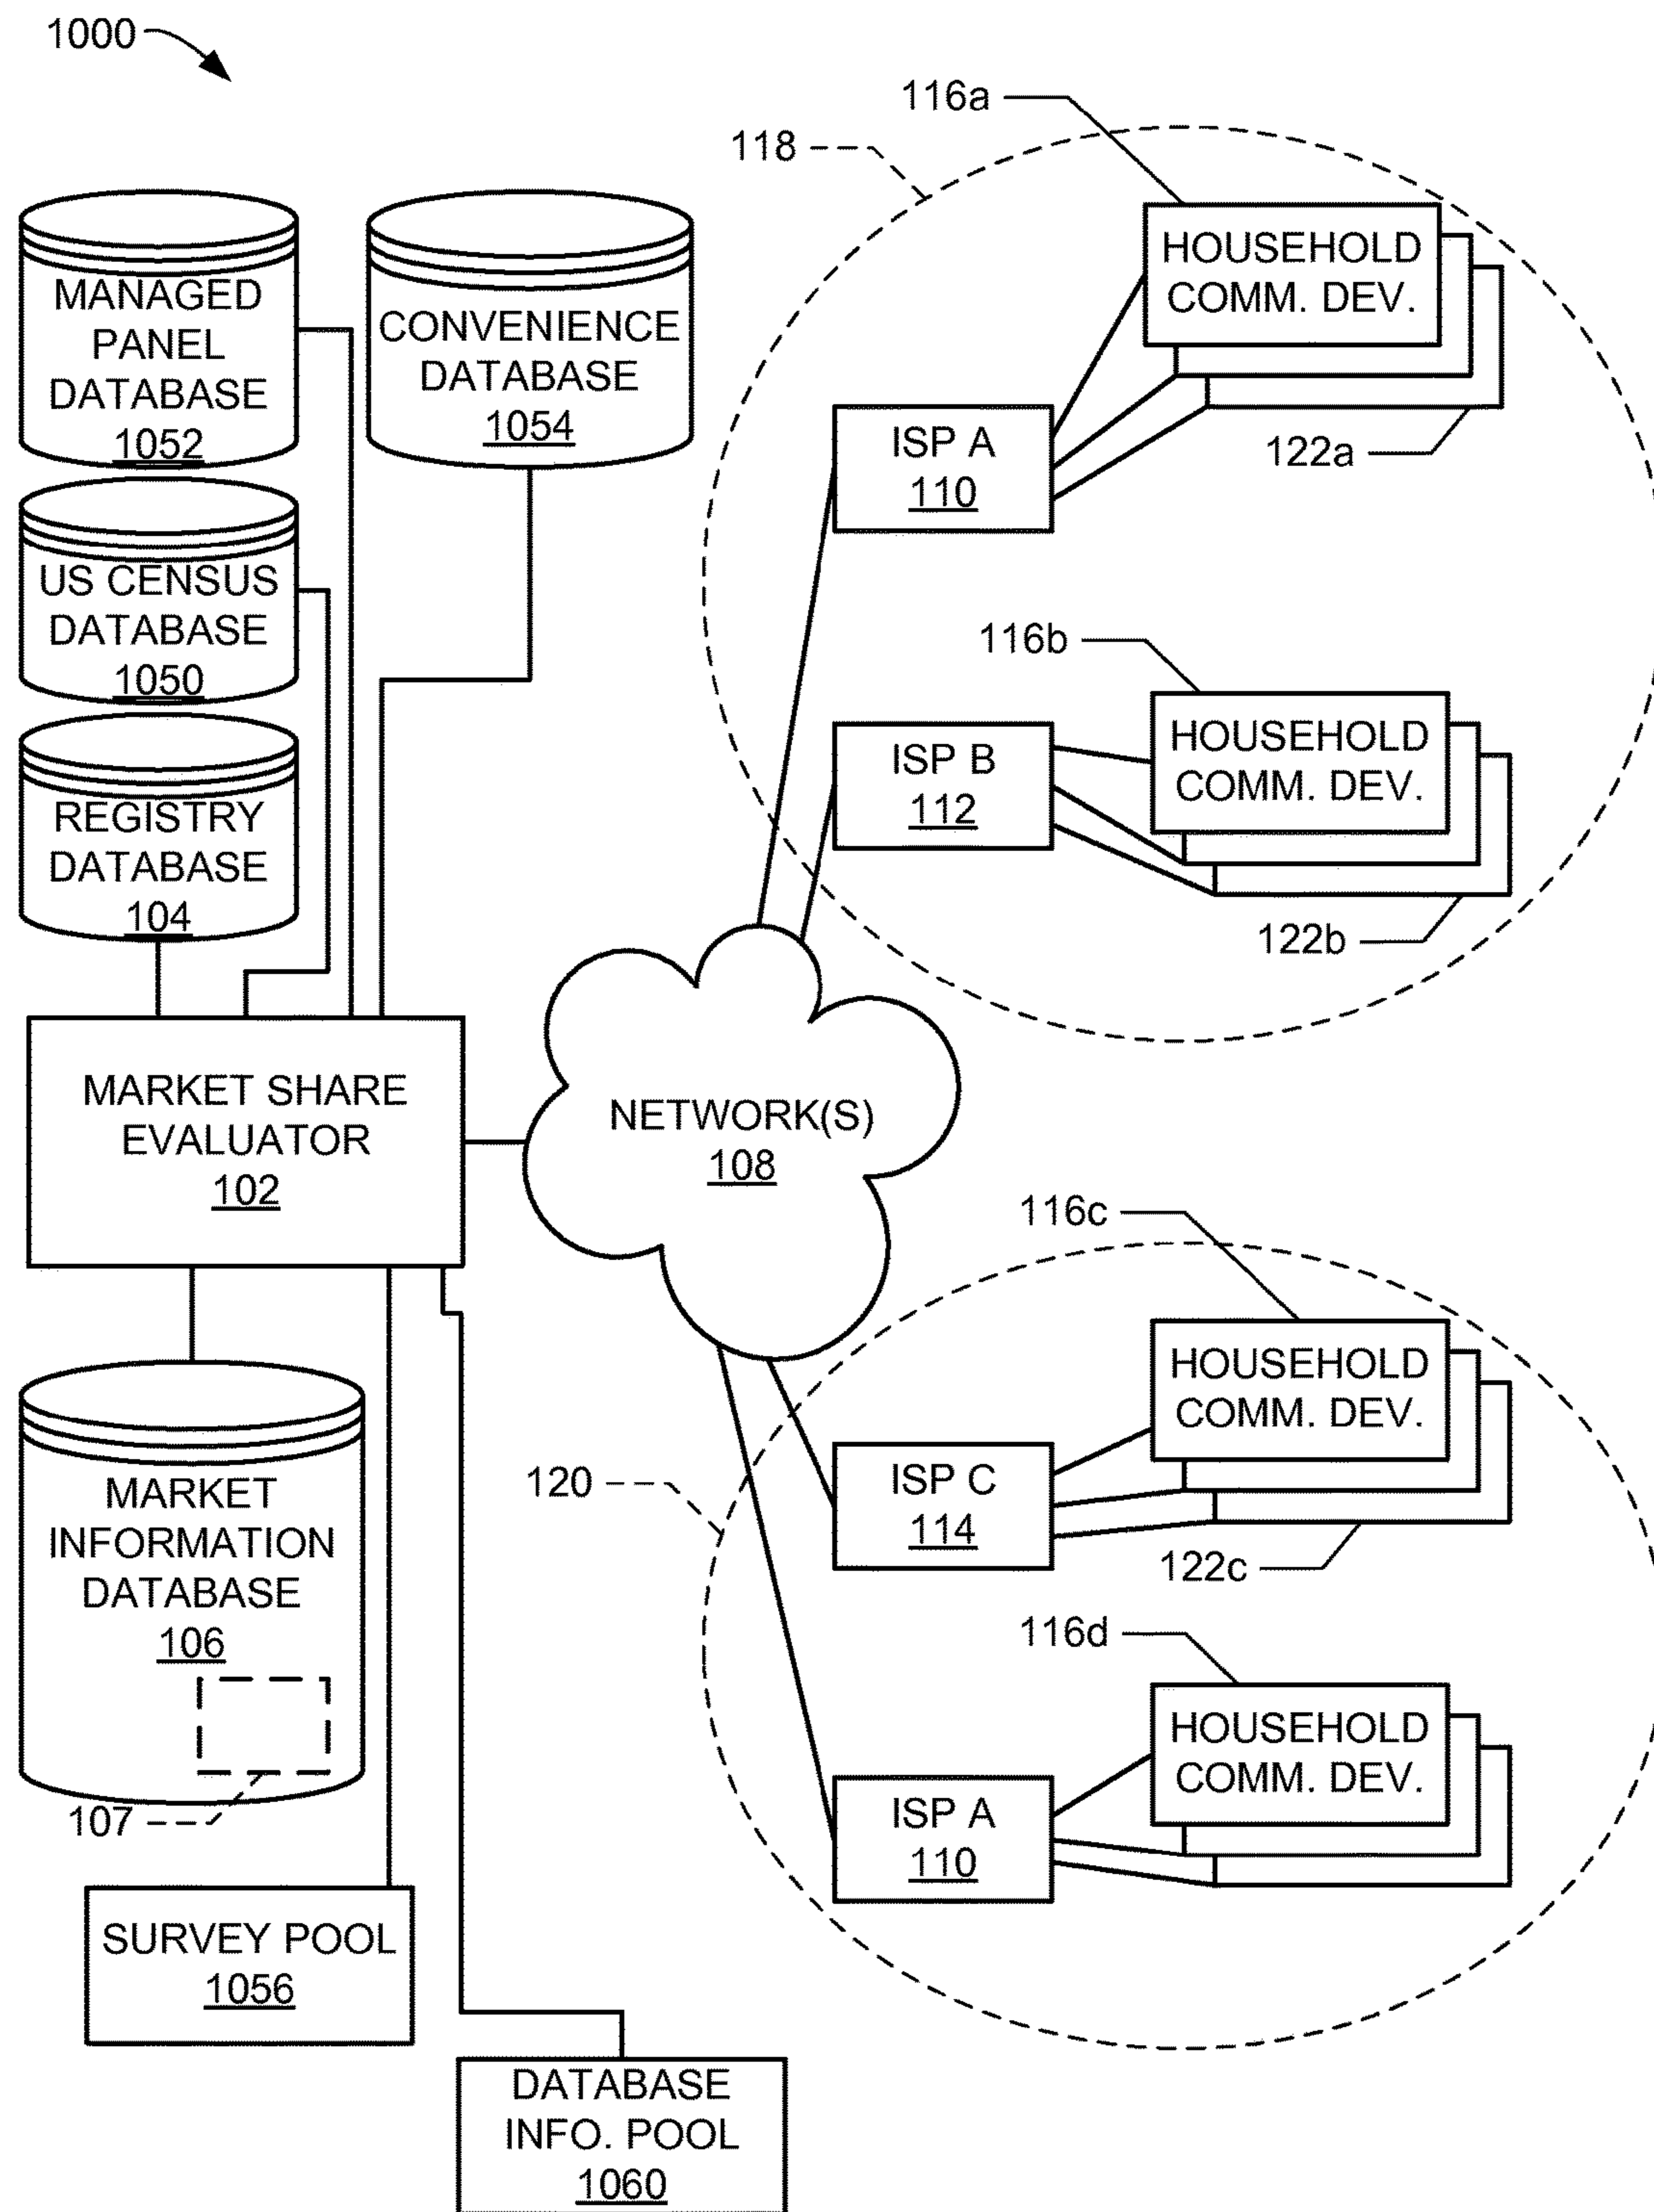 1000
116a
118
MANAGED
PANEL
DATABASE
1052
CONVENIENCE
DATABASE
1054
HOUSEHOLD
COMM. DEV.
ISP A
110
122a
US CENSUS
DATABASE
1050
116b
REGISTRY
DATABASE
104
ISP B
112
HOUSEHOLD
COMM. DEV.
122b
MARKET SHARE
EVALUATOR
102
NETWORK(S)
108
116c
HOUSEHOLD
COMM. DEV.
120
ISP C
114
122c
MARKET
INFORMATION
DATABASE
106
107
116d
HOUSEHOLD
COMM. DEV.
ISP A
110
SURVEY POOL
1056
DATABASE
INFO. POOL
1060